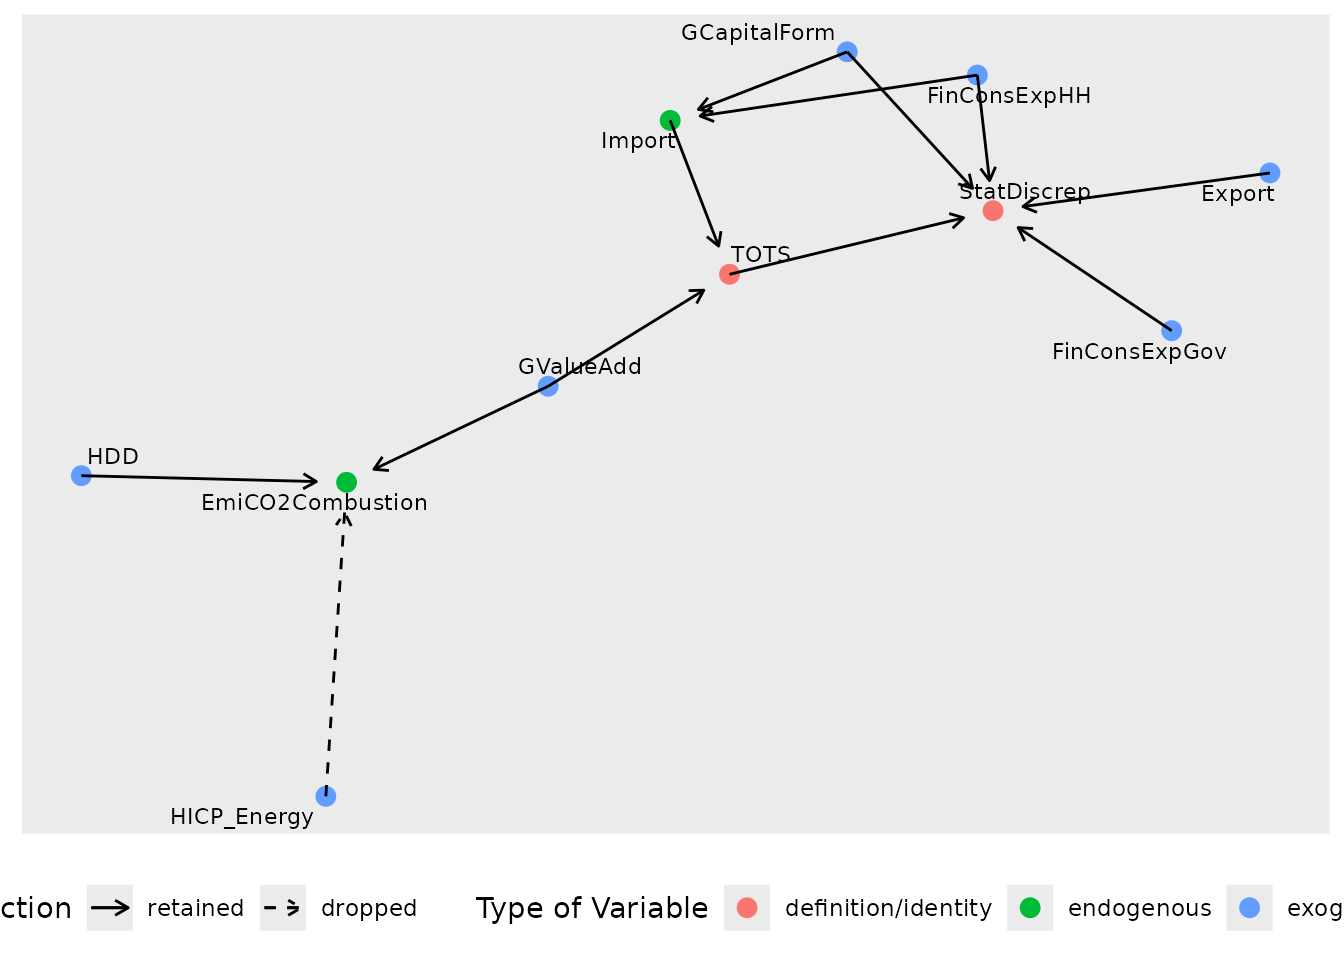 GCapitalForm
FinConsExpHH
Import
StatDiscrep
Export
TOTS
FinConsExpGov
GValueAdd
HDD
EmiCO2Combustion
HICP_Energy
ction retained dropped Type of Variable definition/identity endogenous exog